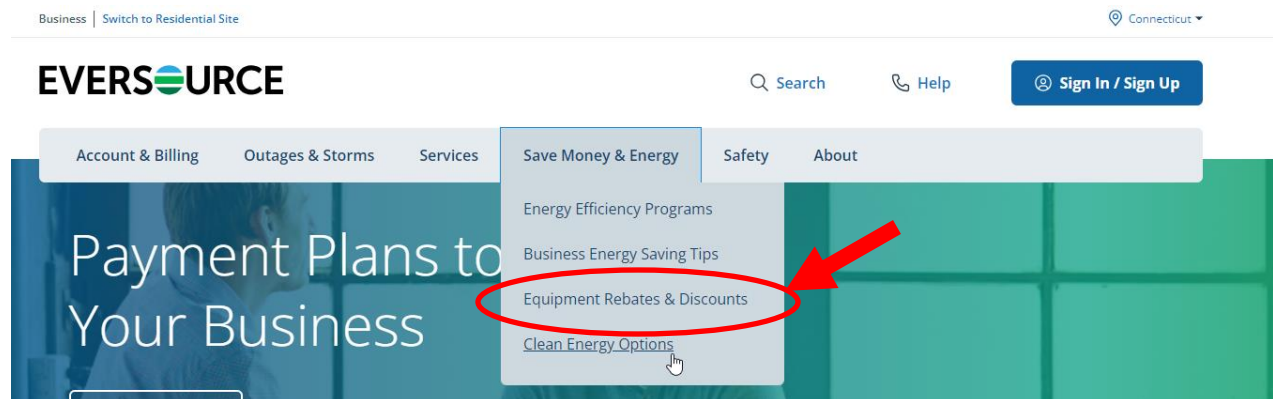 Business | Switch to Residential Site
Connecticut
EVERSOURCE
Search
Help
Sign In / Sign Up
Account & Billing
Outages & Storms
Services
Save Money & Energy
Safety
About
Energy Efficiency Programs
Business Energy Saving Tips
Equipment Rebates & Discounts
Clean Energy Options
Payment Plans to
Your Business